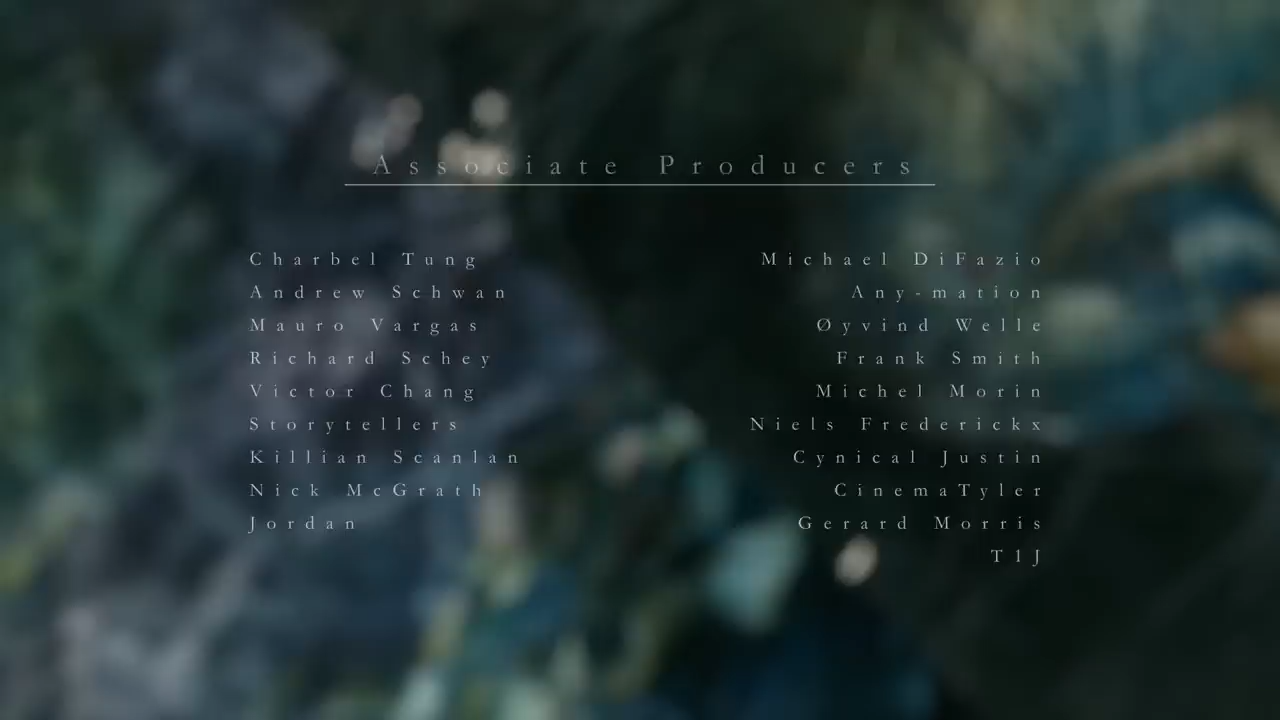 Associate Producers
Charbel Tung
Andrew Schwan
Mauro Vargas
Richard Schey
Victor Chang
Storytellers
Killian Scanlan
Nick McGrath
Jordan
Michael DiFazio
Any-mation
Øyvind Welle
Frank Smith
Michel Morin
Niels Frederickx
Cynical Justin
CinemaTyler
Gerard Morris
T1J